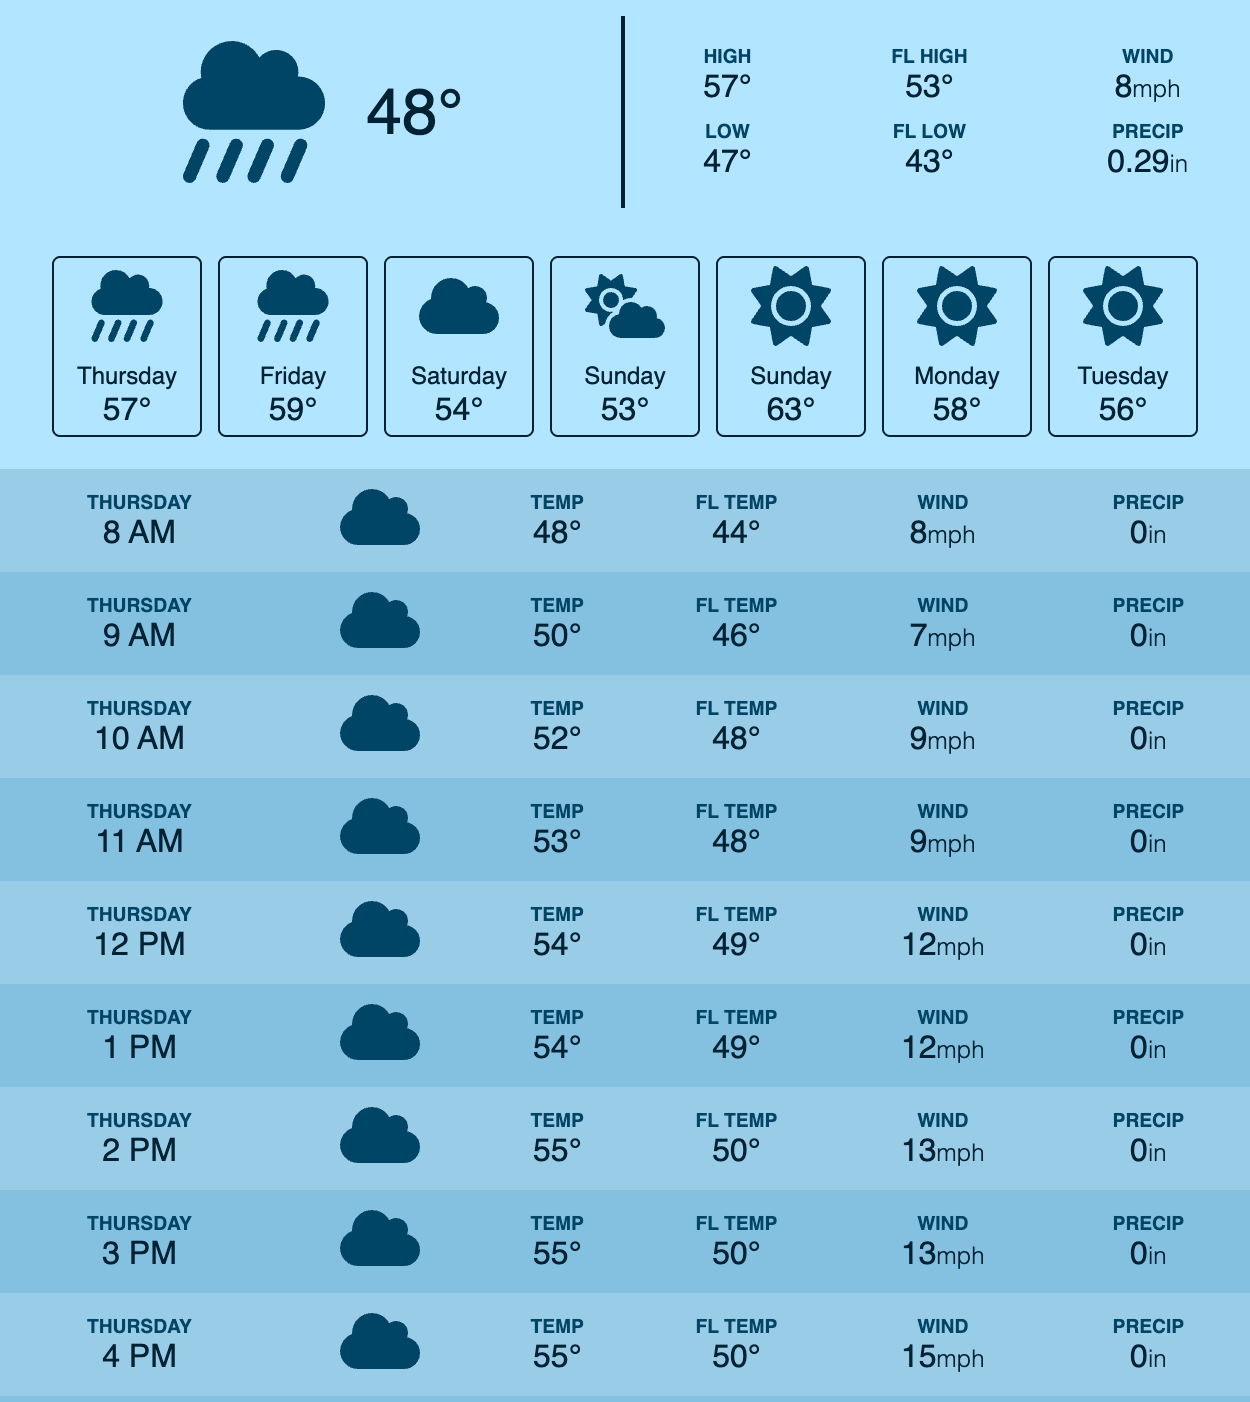 48°
HIGH FL HIGH WIND
57° 53° 8mph
LOW FL LOW PRECIP
47° 43° 0.29in
Thursday Friday Saturday Sunday Sunday Monday Tuesday
57° 59° 54° 53° 63° 58° 56°
THURSDAY TEMP FL TEMP WIND PRECIP
8 AM 48° 44° 8mph 0in
THURSDAY TEMP FL TEMP WIND PRECIP
9 AM 50° 46° 7mph 0in
THURSDAY TEMP FL TEMP WIND PRECIP
10 AM 52° 48° 9mph 0in
THURSDAY TEMP FL TEMP WIND PRECIP
11 AM 53° 48° 9mph 0in
THURSDAY TEMP FL TEMP WIND PRECIP
12 PM 54° 49° 12mph 0in
THURSDAY TEMP FL TEMP WIND PRECIP
1 PM 54° 49° 12mph 0in
THURSDAY TEMP FL TEMP WIND PRECIP
2 PM 55° 50° 13mph 0in
THURSDAY TEMP FL TEMP WIND PRECIP
3 PM 55° 50° 13mph 0in
THURSDAY TEMP FL TEMP WIND PRECIP
4 PM 55° 50° 15mph 0in